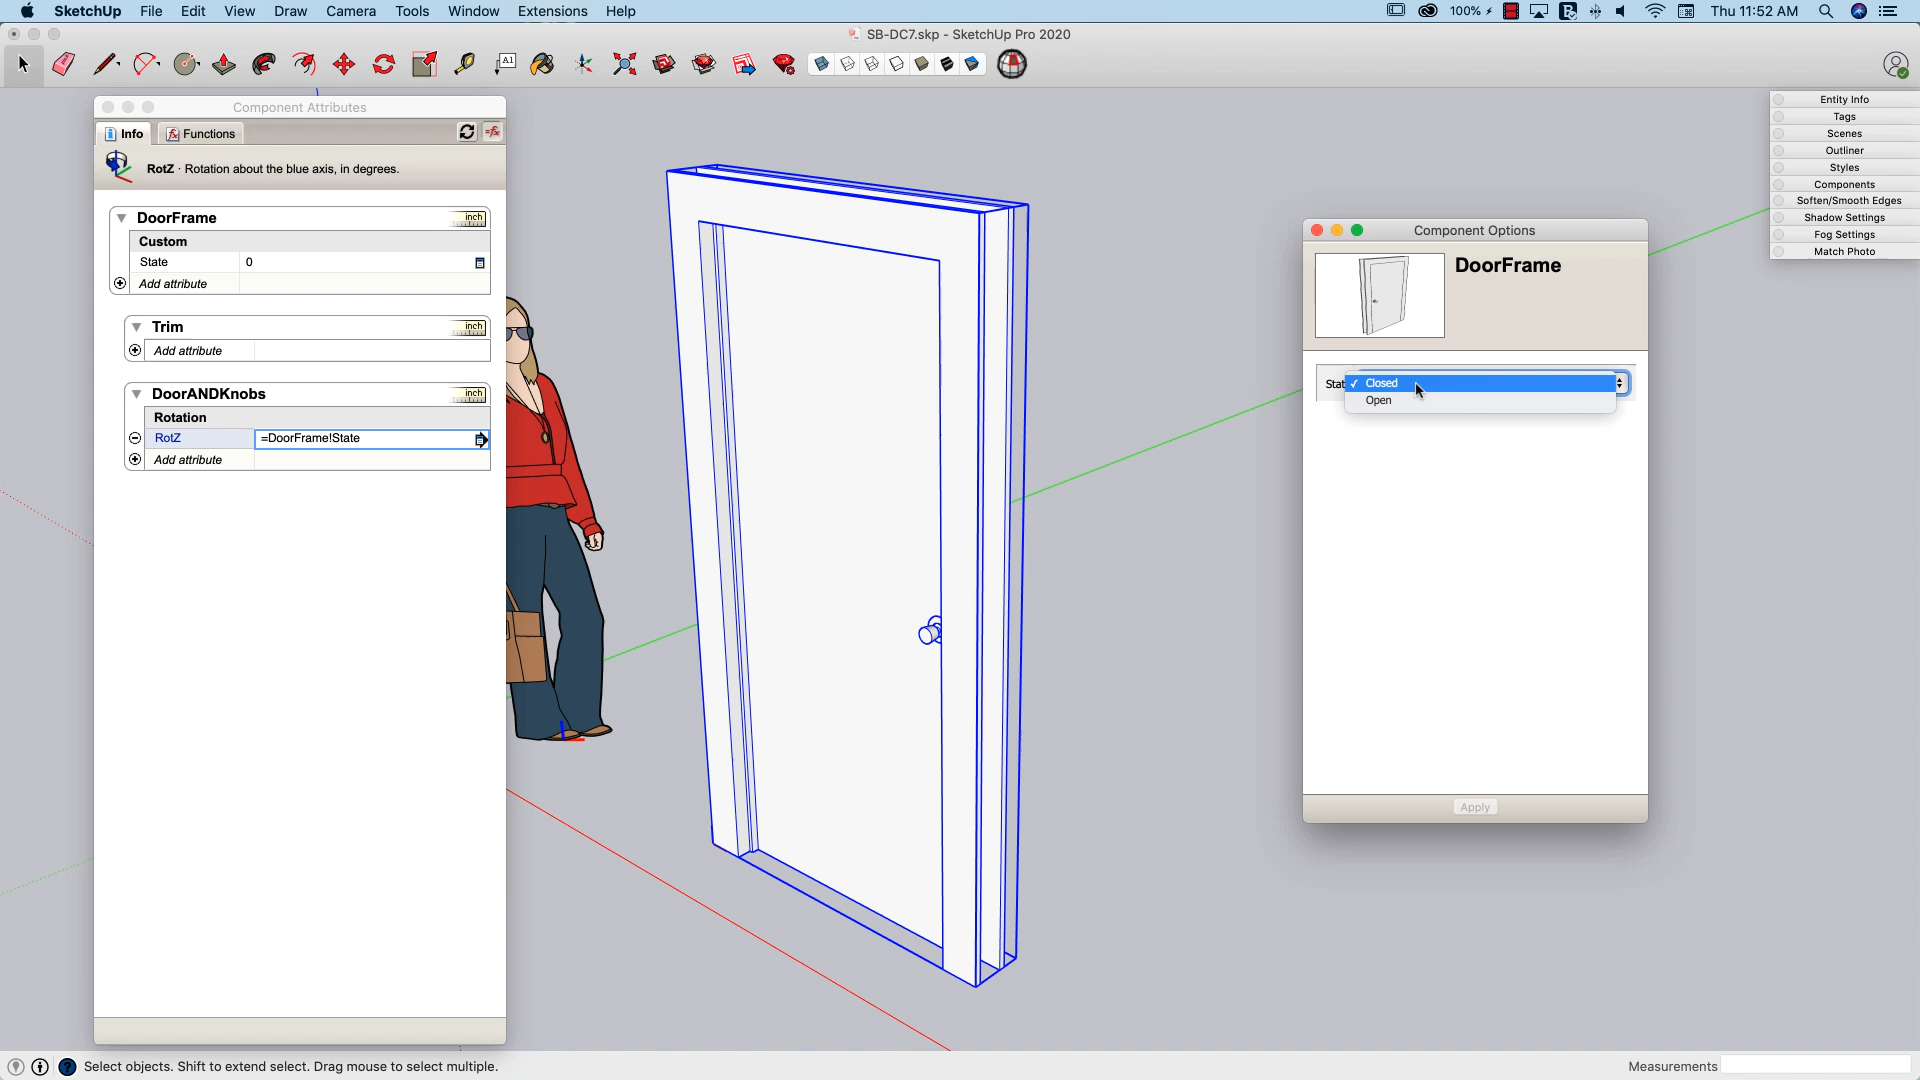 SketchUp File Edit View Draw Camera Tools Window Extensions Help 100% Thu 11:52 AM
SB-DC7.skp - SketchUp Pro 2020
A1
Component Attributes
Info Functions
RotZ · Rotation about the blue axis, in degrees.
DoorFrame inch
Custom
State 0
Add attribute
Trim inch
Add attribute
DoorANDKnobs inch
Rotation
RotZ =DoorFrame!State
Add attribute
Component Options
DoorFrame
Stat Closed
Open
Apply
Entity Info
Tags
Scenes
Outliner
Styles
Components
Soften/Smooth Edges
Shadow Settings
Fog Settings
Match Photo
Select objects. Shift to extend select. Drag mouse to select multiple.
Measurements